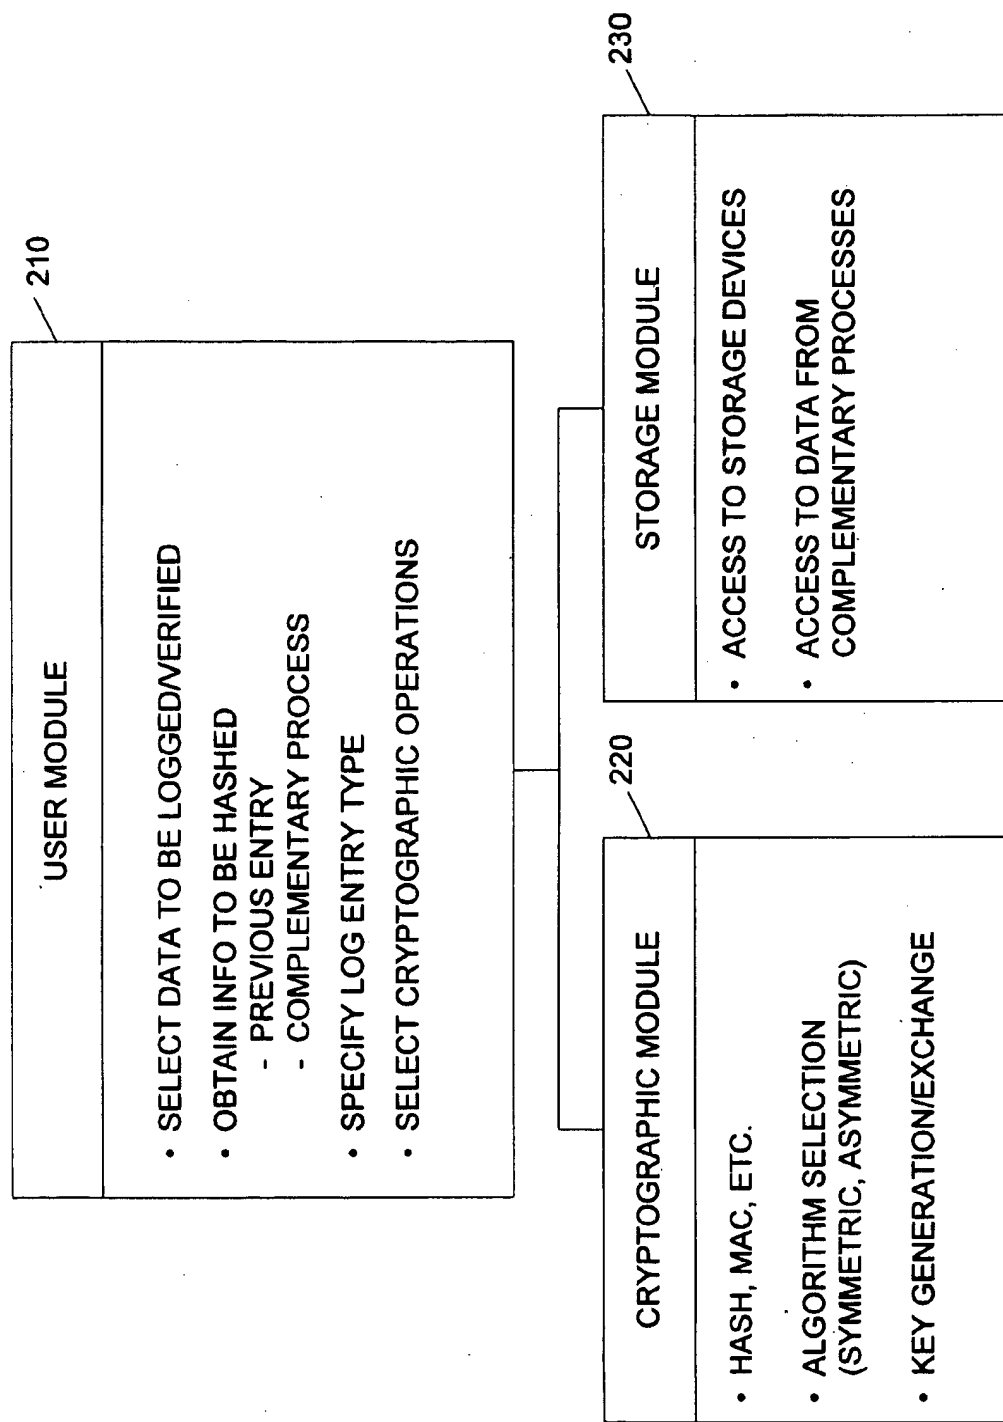 210
USER MODULE
• SELECT DATA TO BE LOGGED/VERIFIED
• OBTAIN INFO TO BE HASHED
- PREVIOUS ENTRY
- COMPLEMENTARY PROCESS
• SPECIFY LOG ENTRY TYPE
• SELECT CRYPTOGRAPHIC OPERATIONS
220
CRYPTOGRAPHIC MODULE
• HASH, MAC, ETC.
• ALGORITHM SELECTION
(SYMMETRIC, ASYMMETRIC)
• KEY GENERATION/EXCHANGE
230
STORAGE MODULE
• ACCESS TO STORAGE DEVICES
• ACCESS TO DATA FROM
COMPLEMENTARY PROCESSES